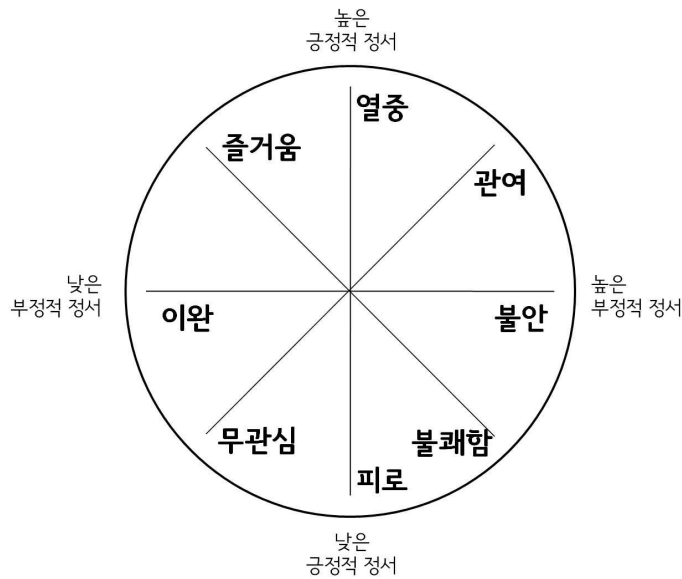 높은
긍정적 정서
열중
즐거움
관여
낮은
부정적 정서
높은
부정적 정서
이완
불안
무관심
불쾌함
피로
낮은
긍정적 정서